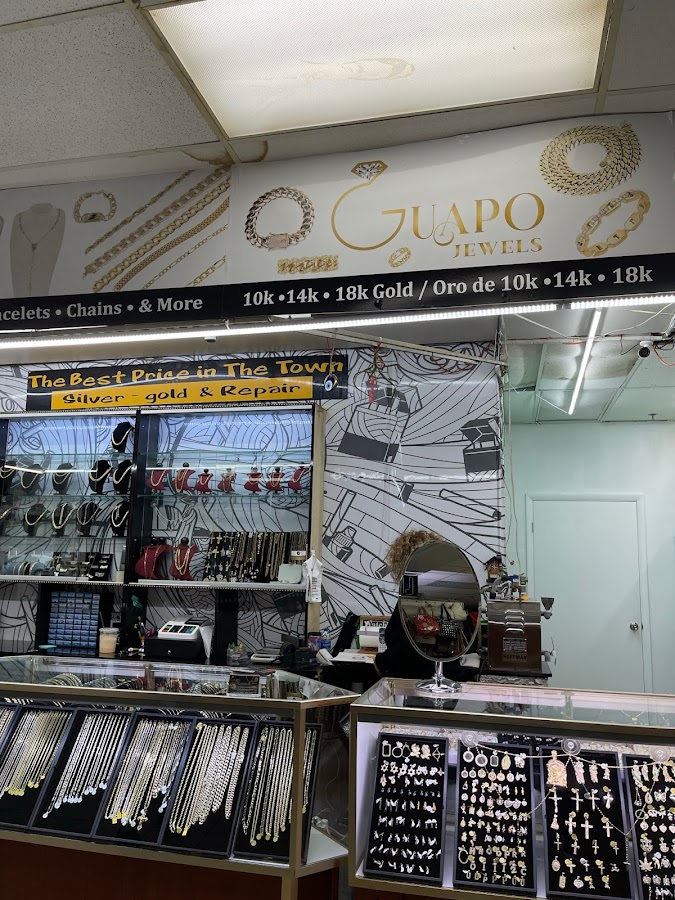 GUAPO
JEWELS
acelets • Chains • & More
10k •14k • 18k Gold / Oro de 10k •14k • 18k
The Best Price in The Town
Silver - gold & Repair